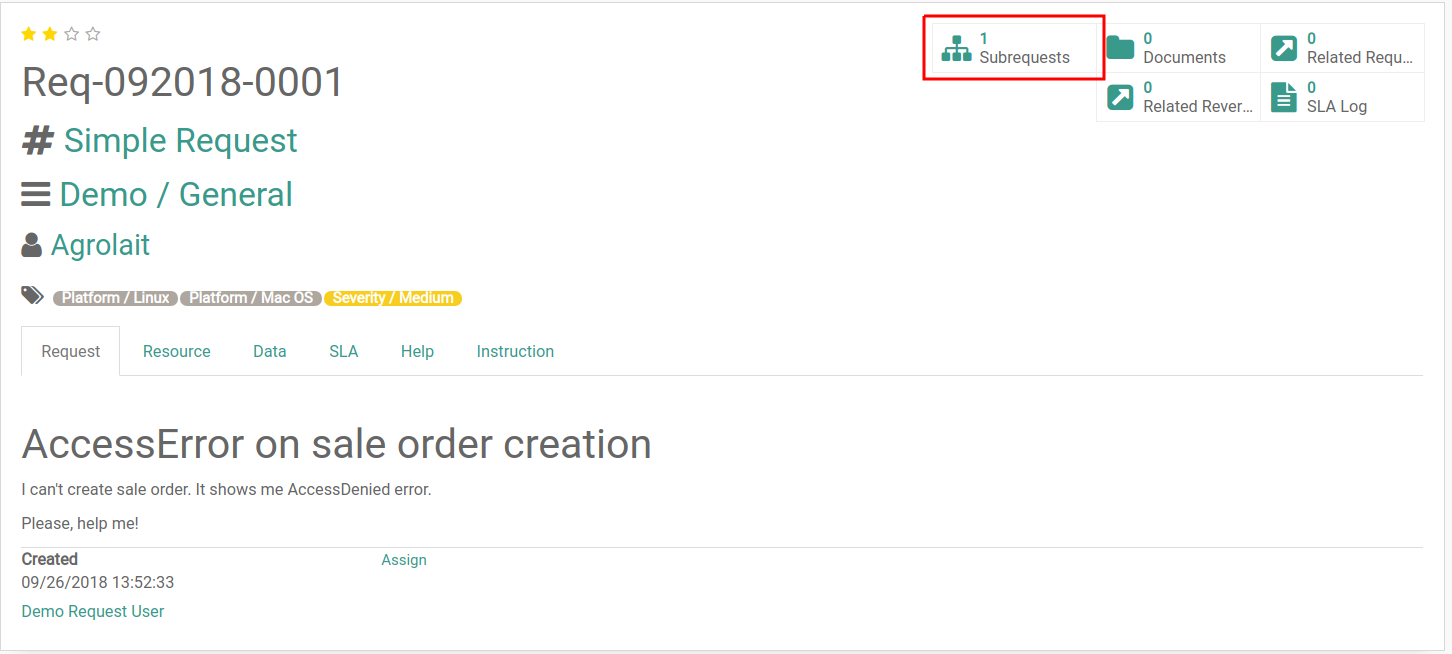 Req-092018-0001
# Simple Request
Demo / General
Agrolait
Platform / Linux Platform / Mac OS Severity / Medium
1
Subrequests
0
Documents
0
Related Requ...
0
Related Rever...
0
SLA Log
Request Resource Data SLA Help Instruction
AccessError on sale order creation
I can't create sale order. It shows me AccessDenied error.
Please, help me!
Created Assign
09/26/2018 13:52:33
Demo Request User